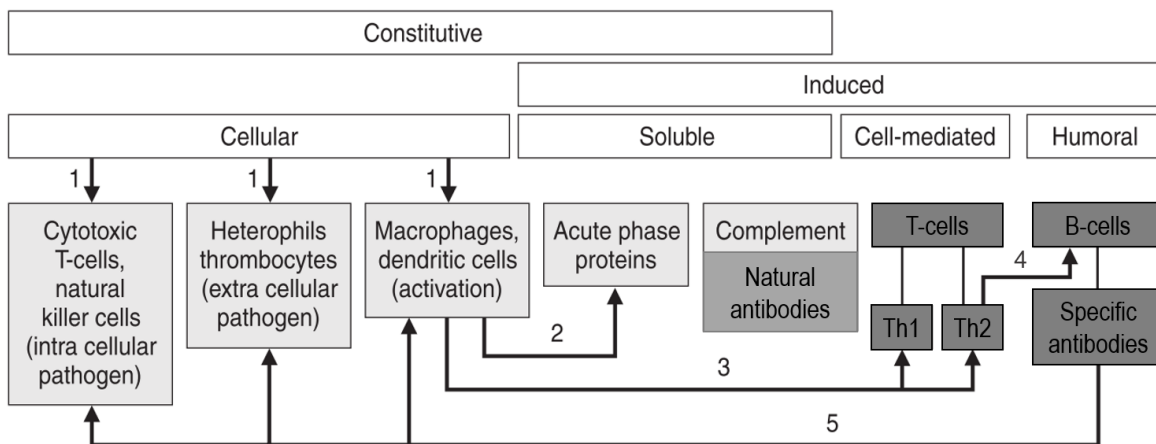 Constitutive
Induced
Cellular
Soluble
Cell-mediated
Humoral
1
1
1
Cytotoxic
T-cells,
natural
killer cells
(intra cellular
pathogen)
Heterophils
thrombocytes
(extra cellular
pathogen)
Macrophages,
dendritic cells
(activation)
Acute phase
proteins
Complement
Natural
antibodies
T-cells
B-cells
4
Th1
Th2
Specific
antibodies
2
3
5